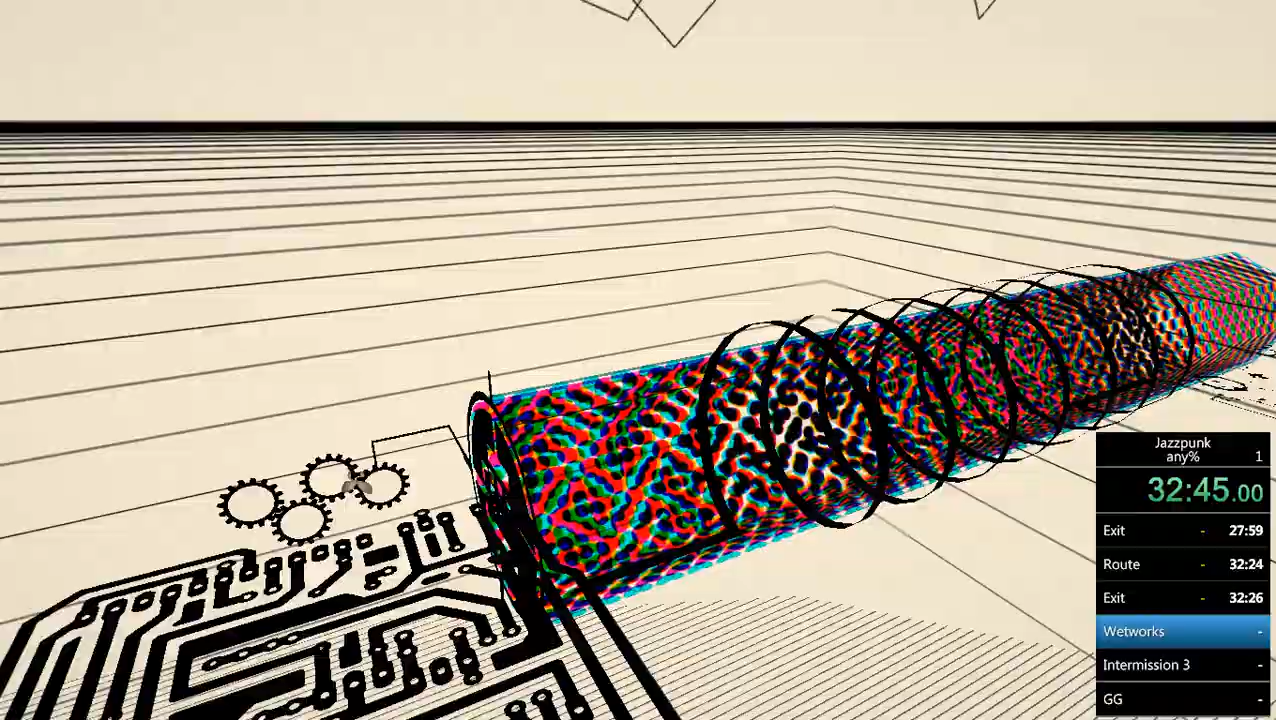 Jazzpunk
any% 1
32:45.00
Exit - 27:59
Route - 32:24
Exit - 32:26
Wetworks -
Intermission 3 -
GG -